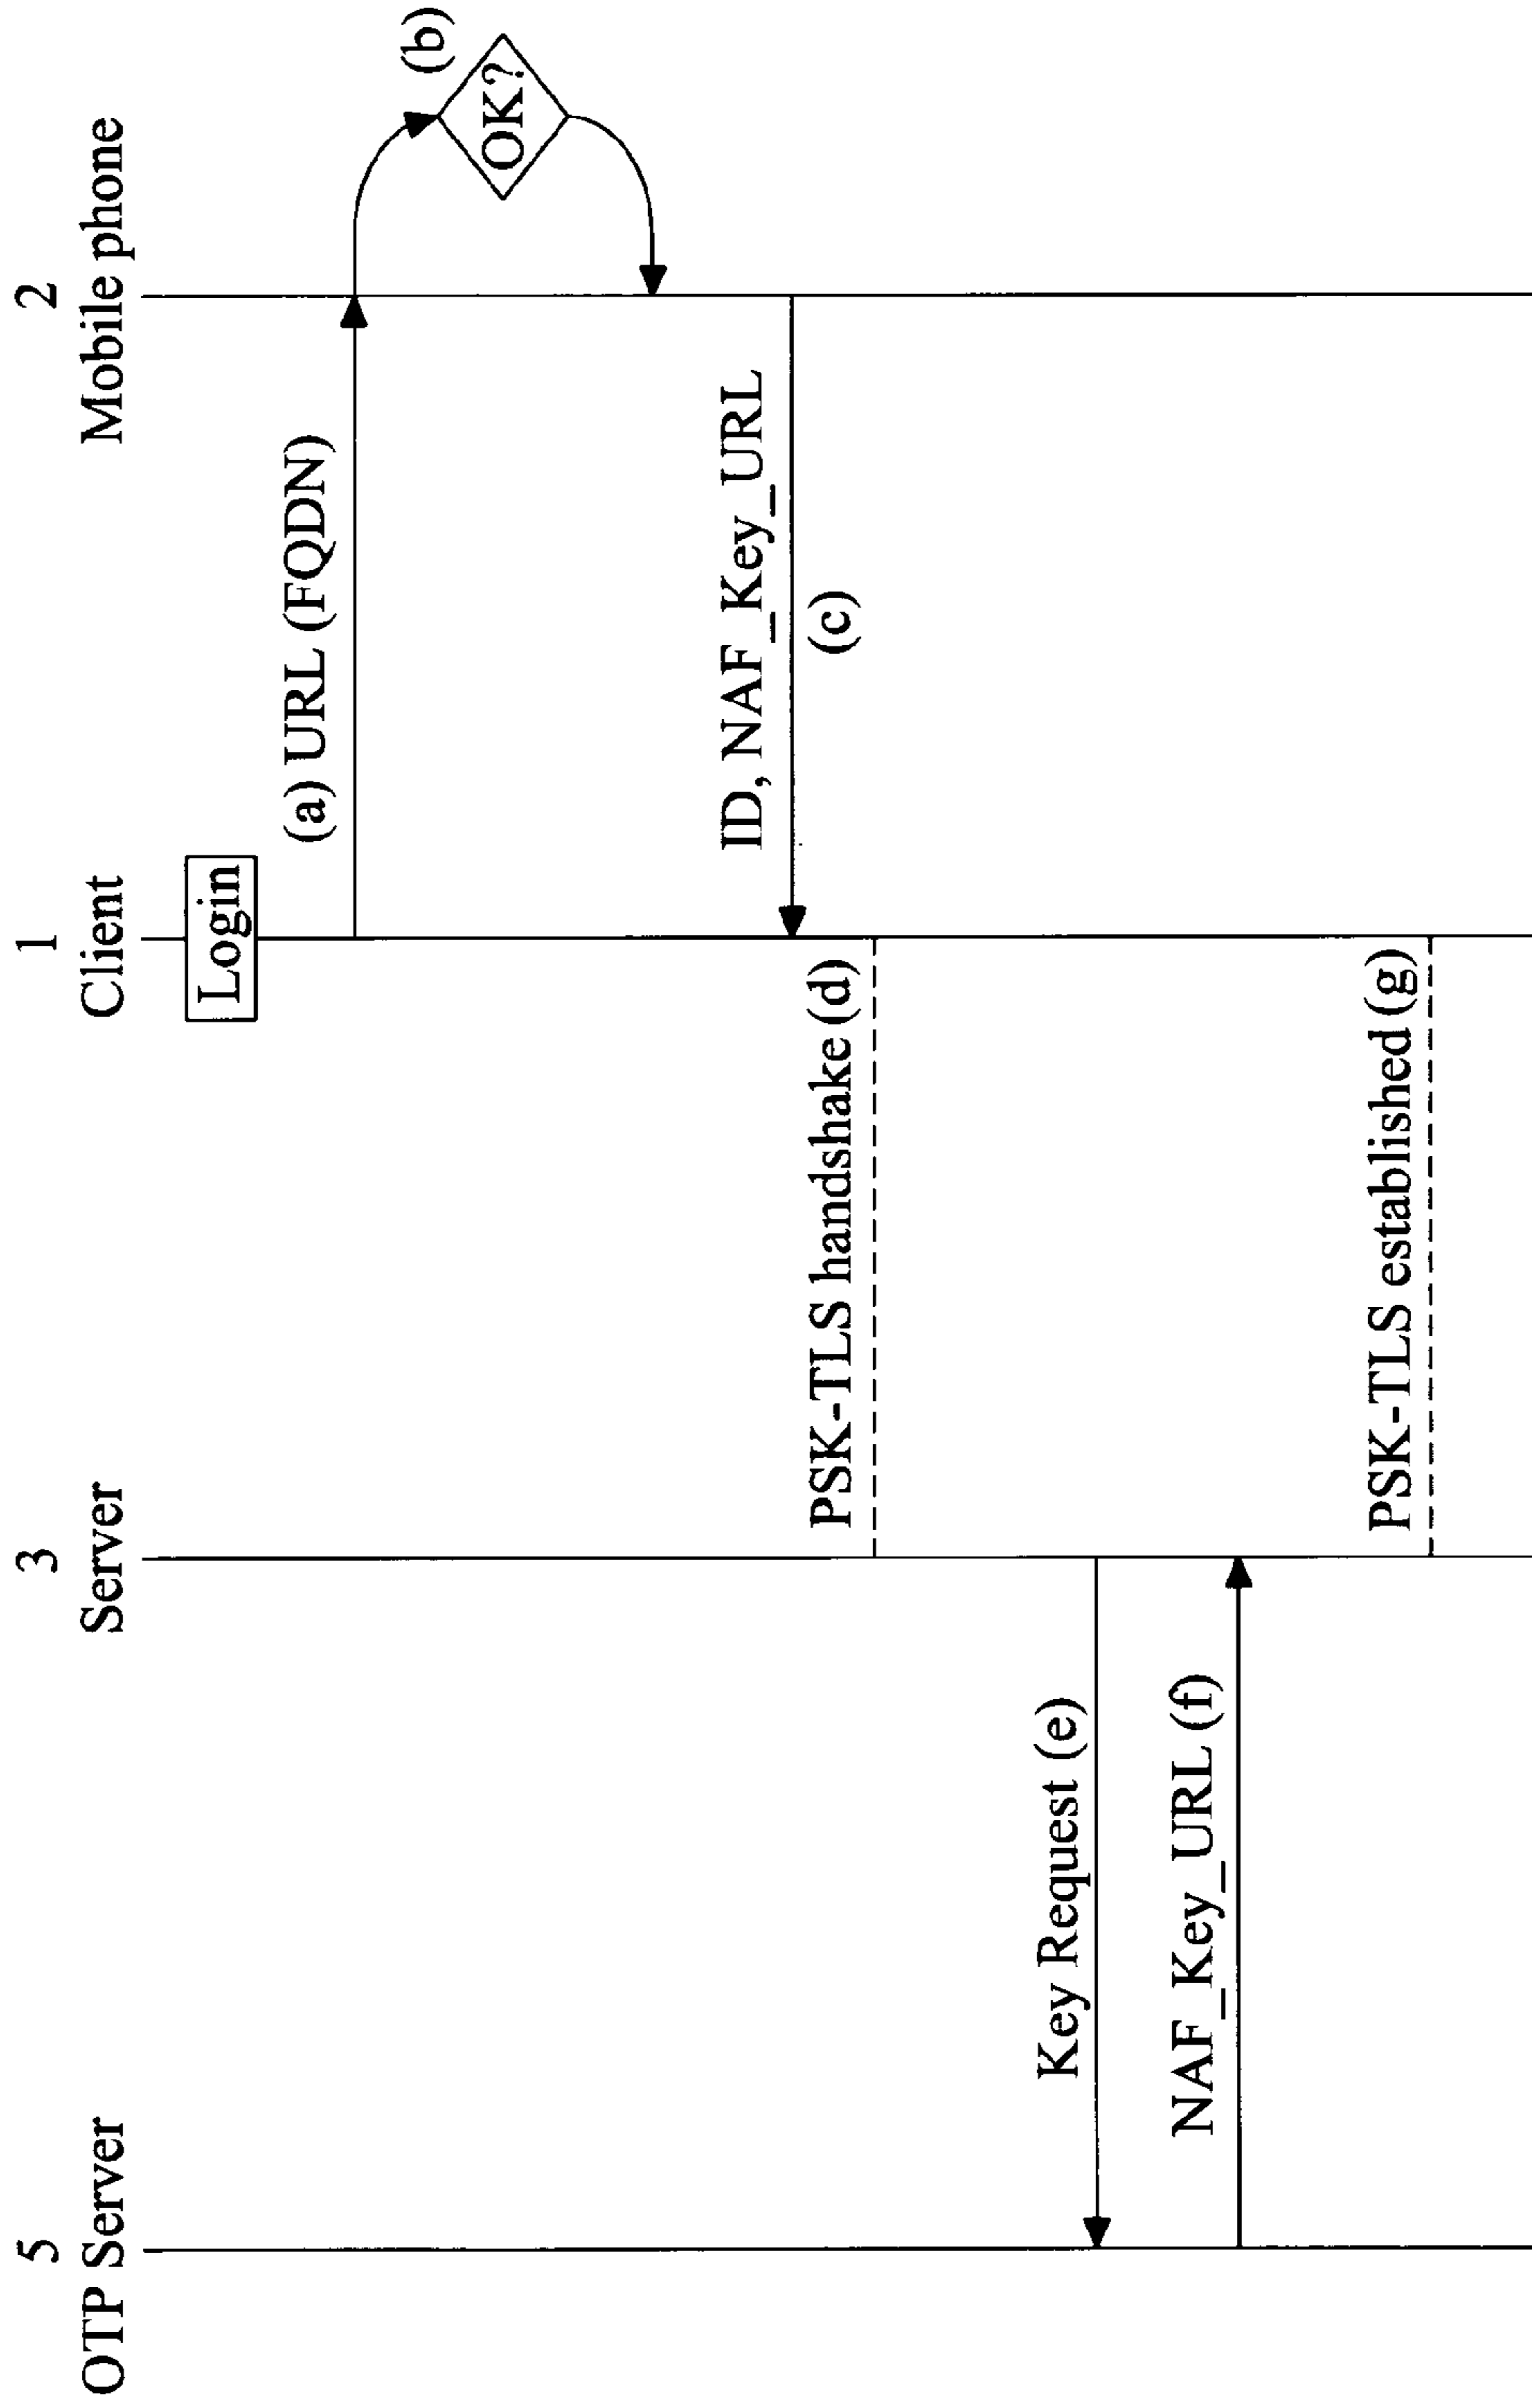 5
OTP Server
3
Server
1
Client
2
Mobile phone
Login
(a) URL (FQDN)
(b)
OK?
ID, NAF_Key_URL
(c)
PSK-TLS handshake (d)
Key Request (e)
NAF_Key_URL (f)
PSK-TLS established (g)